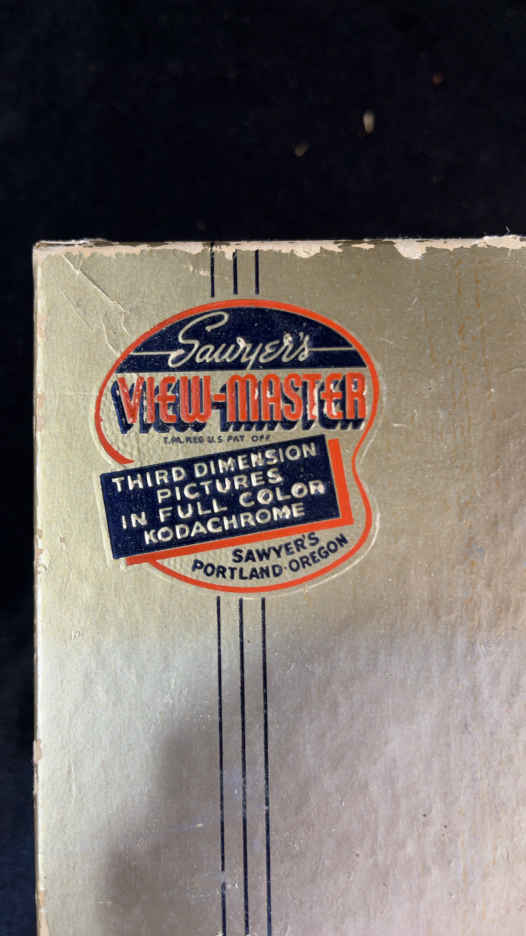 Sawyer's
VIEW-MASTER
T.M. REG U.S PAT OFF
THIRD DIMENSION
PICTURES
IN FULL COLOR
KODACHROME
SAWYER'S
PORTLAND·OREGON